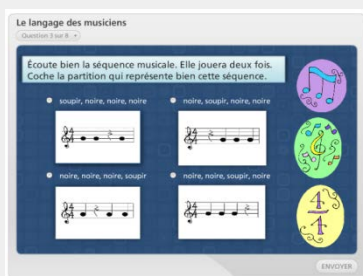 Le langage des musiciens
Question 3 sur 8
Écoute bien la séquence musicale. Elle jouera deux fois.
Coche la partition qui représente bien cette séquence.
soupir, noire, noire, noire
noire, soupir, noire, noire
noire, noire, noire, soupir
noire, noire, soupir, noire
4
4
ENVOYER